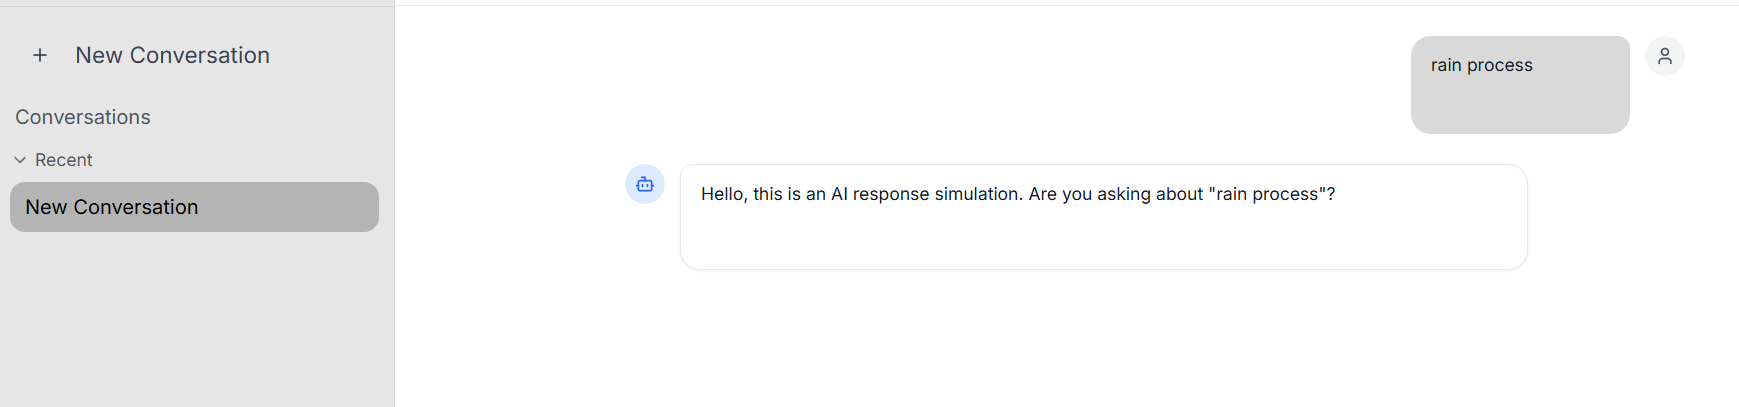 New Conversation
Conversations
Recent
New Conversation
rain process
Hello, this is an AI response simulation. Are you asking about "rain process"?